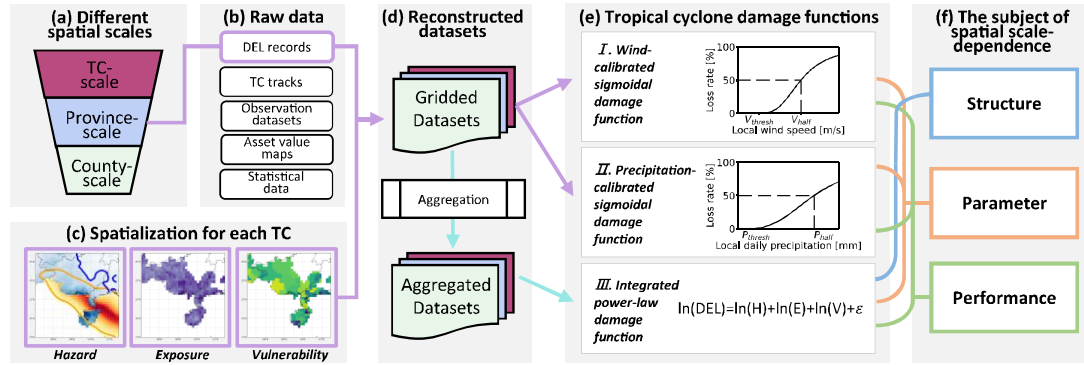 (a) Different
spatial scales
TC-
scale
Province-
scale
County-
scale
(b) Raw data
DEL records
TC tracks
Observation
datasets
Asset value
maps
Statistical
data
(c) Spatialization for each TC
Hazard
Exposure
Vulnerability
(d) Reconstructed
datasets
Gridded
Datasets
Aggregation
Aggregated
Datasets
(e) Tropical cyclone damage functions
Ⅰ. Wind-
calibrated
sigmoidal
damage
function
Loss rate [%]
100
50
0
V_thresh
V_half
Local wind speed [m/s]
Ⅱ. Precipitation-
calibrated
sigmoidal
damage
function
Loss rate [%]
100
50
0
P_thresh
P_half
Local daily precipitation [mm]
Ⅲ. Integrated
power-law
damage
function
ln(DEL)=ln(H)+ln(E)+ln(V)+ε
(f) The subject of
spatial scale-
dependence
Structure
Parameter
Performance